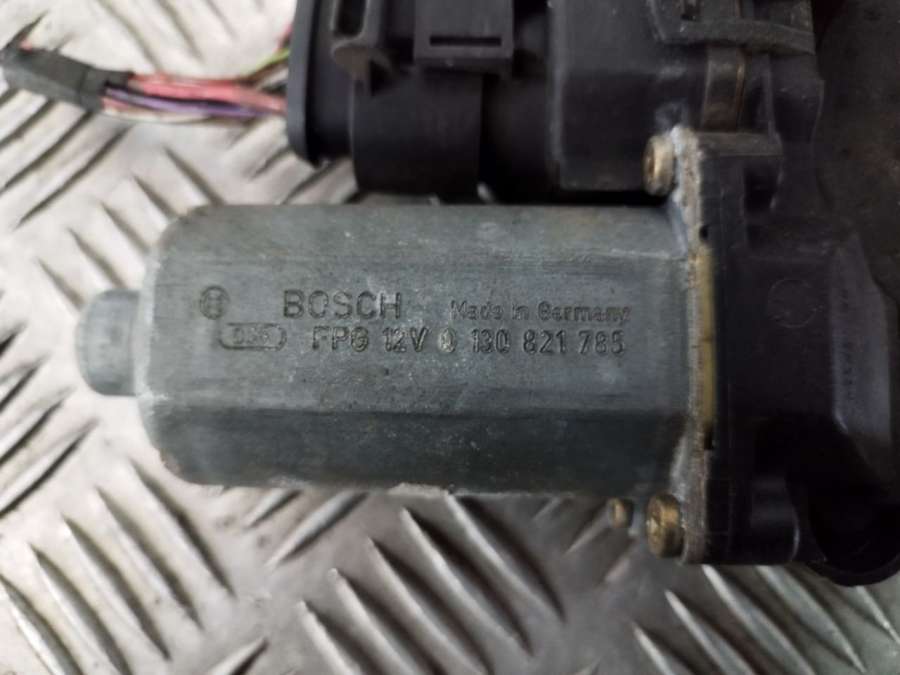 BOSCH Made in Germany
FPG 12V 0 130 821 785